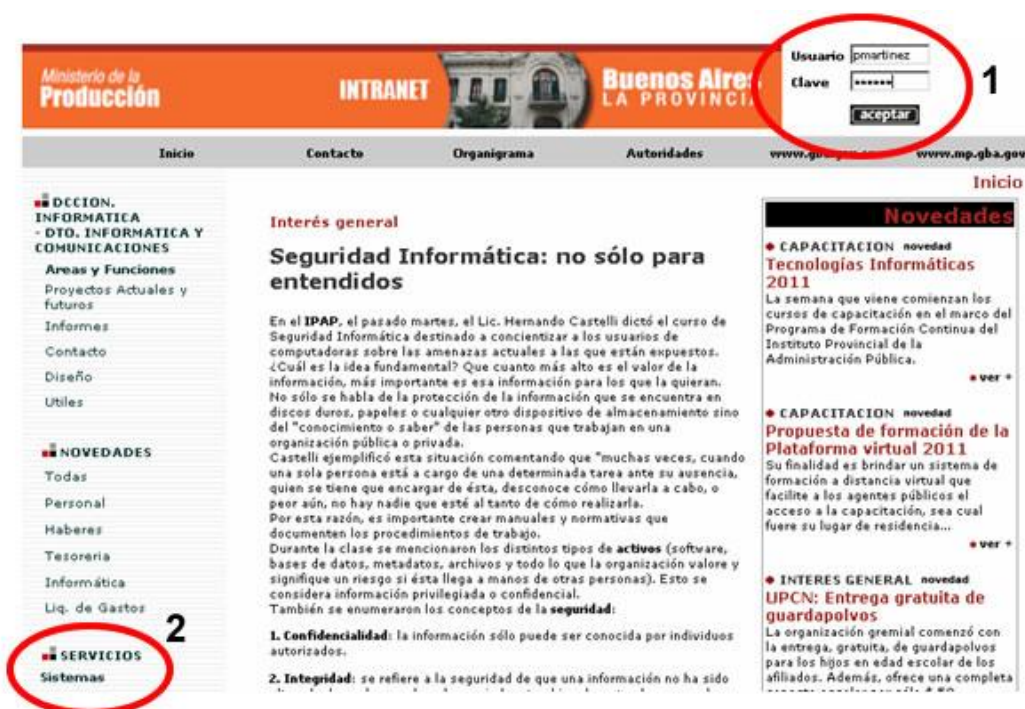 Ministerio de la
Producción
INTRANET
Buenos Aires
LA PROVINCIA
Usuario pmartinez
Clave ••••••
aceptar
1
Inicio Contacto Organigrama Autoridades www.mp.gba.gov
Inicio
DCCION.
INFORMATICA
- DTO. INFORMATICA Y
COMUNICACIONES
Areas y Funciones
Proyectos Actuales y
futuros
Informes
Contacto
Diseño
Utiles
NOVEDADES
Todas
Personal
Haberes
Tesoreria
Informática
Liq. de Gastos
2
SERVICIOS
Sistemas
Interés general
Seguridad Informática: no sólo para
entendidos
En el IPAP, el pasado martes, el Lic. Hernando Castelli dictó el curso de
Seguridad Informática destinado a concientizar a los usuarios de
computadoras sobre las amenazas actuales a las que están expuestos.
¿Cuál es la idea fundamental? Que cuanto más alto es el valor de la
información, más importante es esa información para los que la quieran.
No sólo se habla de la protección de la información que se encuentra en
discos duros, papeles o cualquier otro dispositivo de almacenamiento sino
del "conocimiento o saber" de las personas que trabajan en una
organización pública o privada.
Castelli ejemplificó esta situación comentando que "muchas veces, cuando
una sola persona está a cargo de una determinada tarea ante su ausencia,
quien se tiene que encargar de ésta, desconoce cómo llevarla a cabo, o
peor aún, no hay nadie que esté al tanto de cómo realizarla.
Por esta razón, es importante crear manuales y normativas que
documenten los procedimientos de trabajo.
Durante la clase se mencionaron los distintos tipos de activos (software,
bases de datos, metadatos, archivos y todo lo que la organización valore y
signifique un riesgo si ésta llega a manos de otras personas). Esto se
considera información privilegiada o confidencial.
También se enumeraron los conceptos de la seguridad:
1. Confidencialidad: la información sólo puede ser conocida por individuos
autorizados.
2. Integridad: se refiere a la seguridad de que una información no ha sido
Novedades
CAPACITACION novedad
Tecnologías Informáticas
2011
La semana que viene comienzan los
cursos de capacitación en el marco del
Programa de Formación Continua del
Instituto Provincial de la
Administración Pública.
ver +
CAPACITACION novedad
Propuesta de formación de la
Plataforma virtual 2011
Su finalidad es brindar un sistema de
formación a distancia virtual que
facilite a los agentes públicos el
acceso a la capacitación, sea cual
fuere su lugar de residencia...
ver +
INTERES GENERAL novedad
UPCN: Entrega gratuita de
guardapolvos
La organización gremial comenzó con
la entrega, gratuita, de guardapolvos
para los hijos en edad escolar de los
afiliados. Además, ofrece una completa